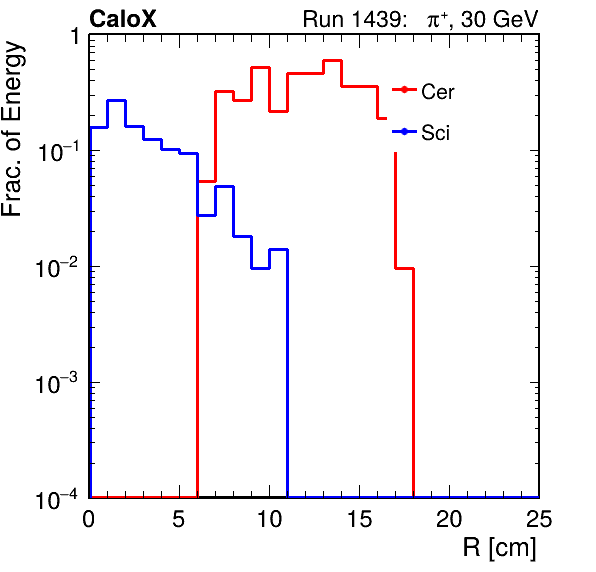 CaloX Run 1439: π⁺, 30 GeV
Frac. of Energy
1
10⁻¹
10⁻²
10⁻³
10⁻⁴
Cer
Sci
0 5 10 15 20 25
R [cm]